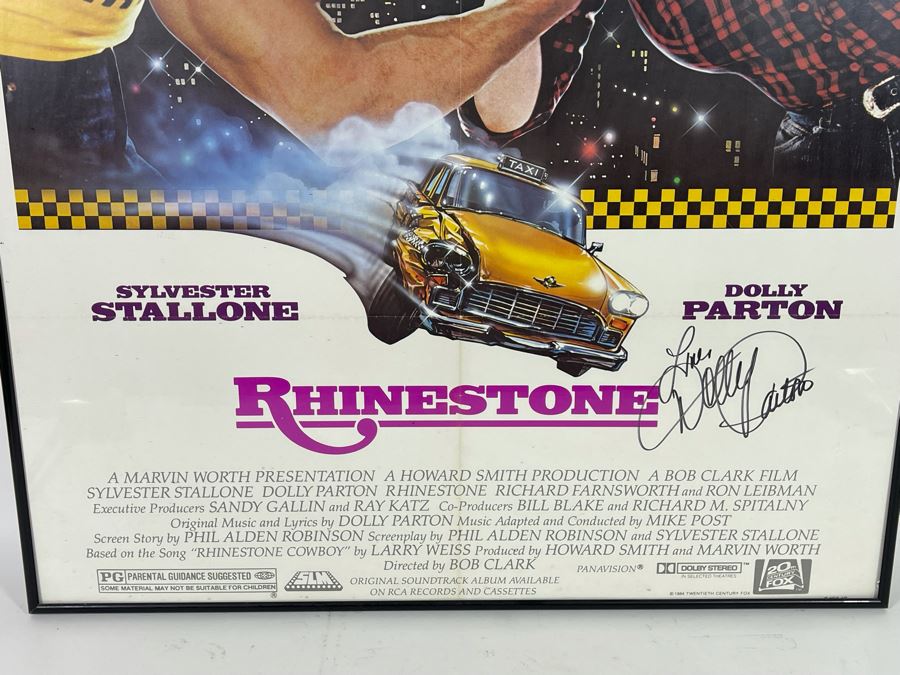 TAXI
SYLVESTER
STALLONE
DOLLY
PARTON
Love,
Dolly Parton
RHINESTONE
A MARVIN WORTH PRESENTATION A HOWARD SMITH PRODUCTION A BOB CLARK FILM
SYLVESTER STALLONE DOLLY PARTON RHINESTONE RICHARD FARNSWORTH and RON LEIBMAN
Executive Producers SANDY GALLIN and RAY KATZ Co-Producers BILL BLAKE and RICHARD M. SPITALNY
Original Music and Lyrics by DOLLY PARTON Music Adapted and Conducted by MIKE POST
Screen Story by PHIL ALDEN ROBINSON Screenplay by PHIL ALDEN ROBINSON and SYLVESTER STALLONE
Based on the Song "RHINESTONE COWBOY" by LARRY WEISS Produced by HOWARD SMITH and MARVIN WORTH
Directed by BOB CLARK
PANAVISION®
PG PARENTAL GUIDANCE SUGGESTED
SOME MATERIAL MAY NOT BE SUITABLE FOR CHILDREN
ORIGINAL SOUNDTRACK ALBUM AVAILABLE
ON RCA RECORDS AND CASSETTES
DOLBY STEREO™
IN SELECTED THEATRES
© 1984 TWENTIETH CENTURY FOX
20TH
CENTURY
FOX